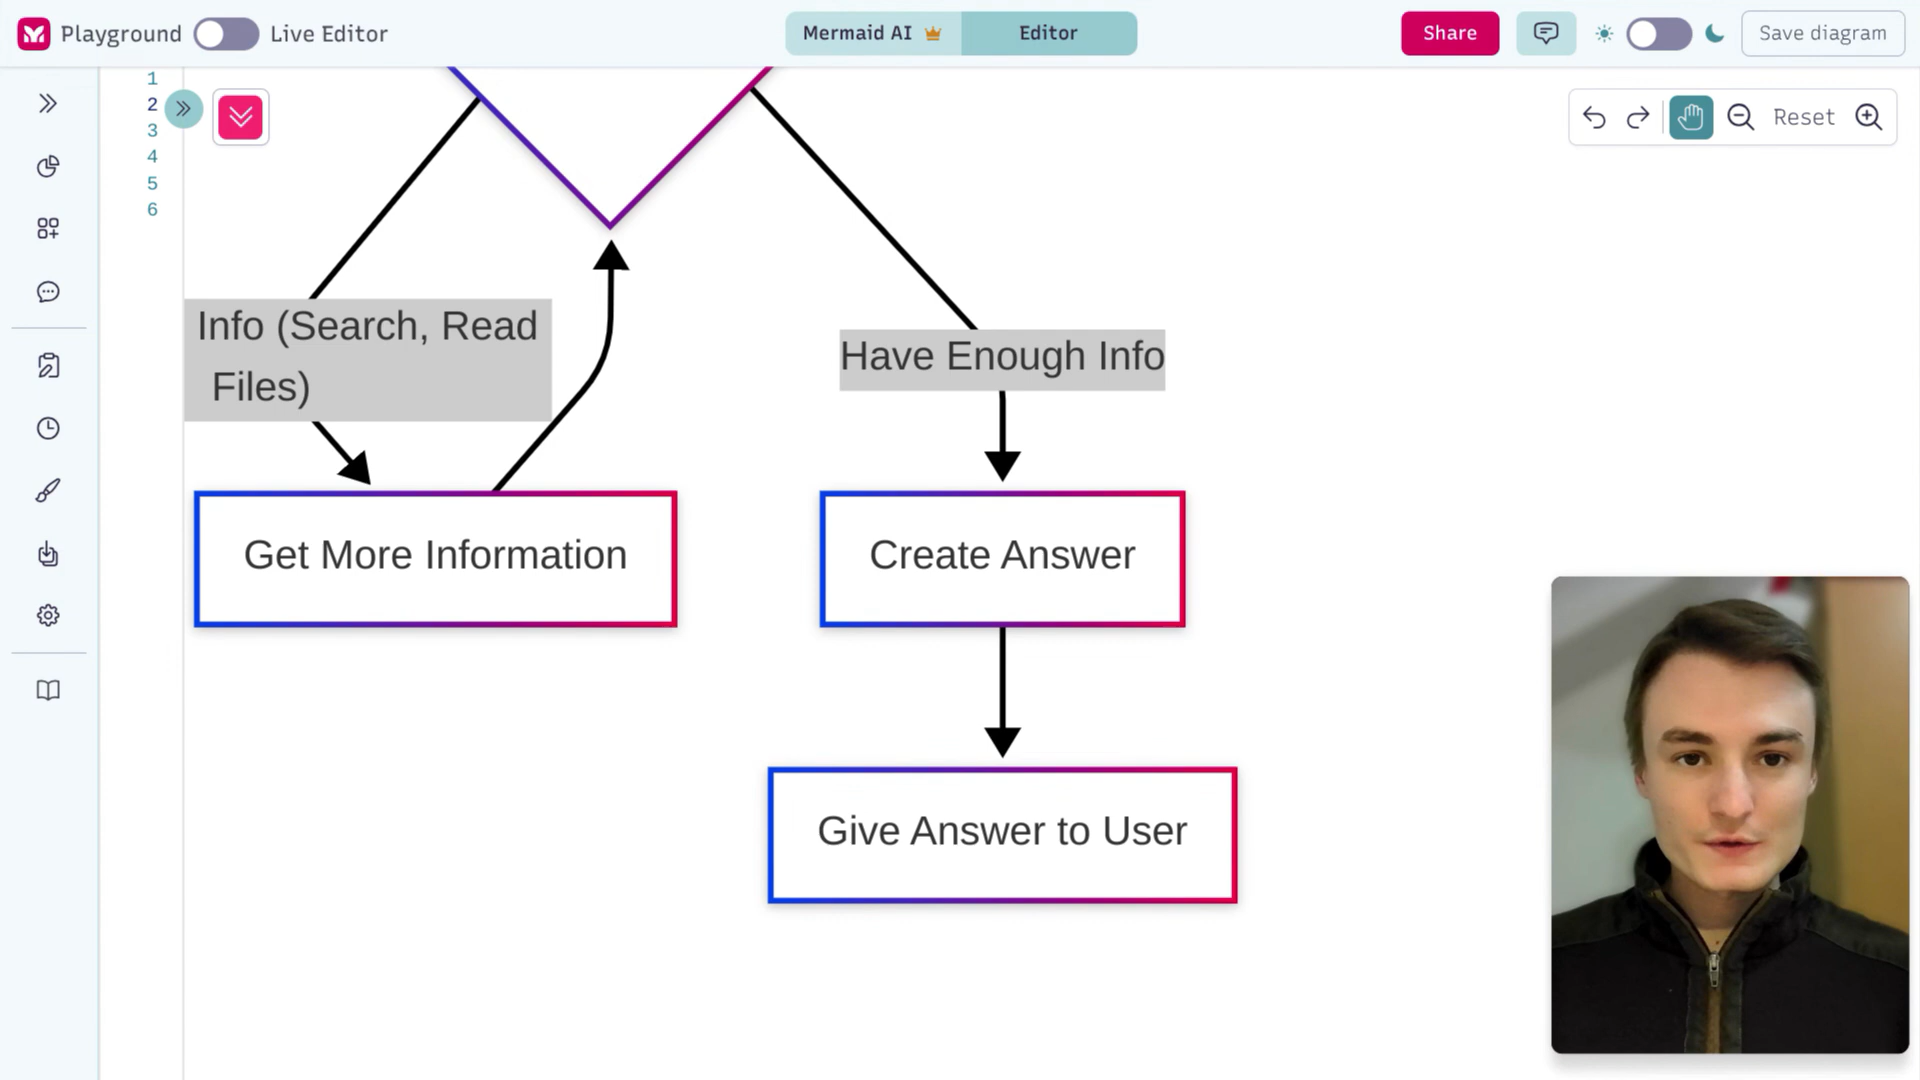 Playground Live Editor Mermaid AI Editor Share Save diagram
1
2
3
4
5
6
Reset
Info (Search, Read
Files)
Have Enough Info
Get More Information
Create Answer
Give Answer to User